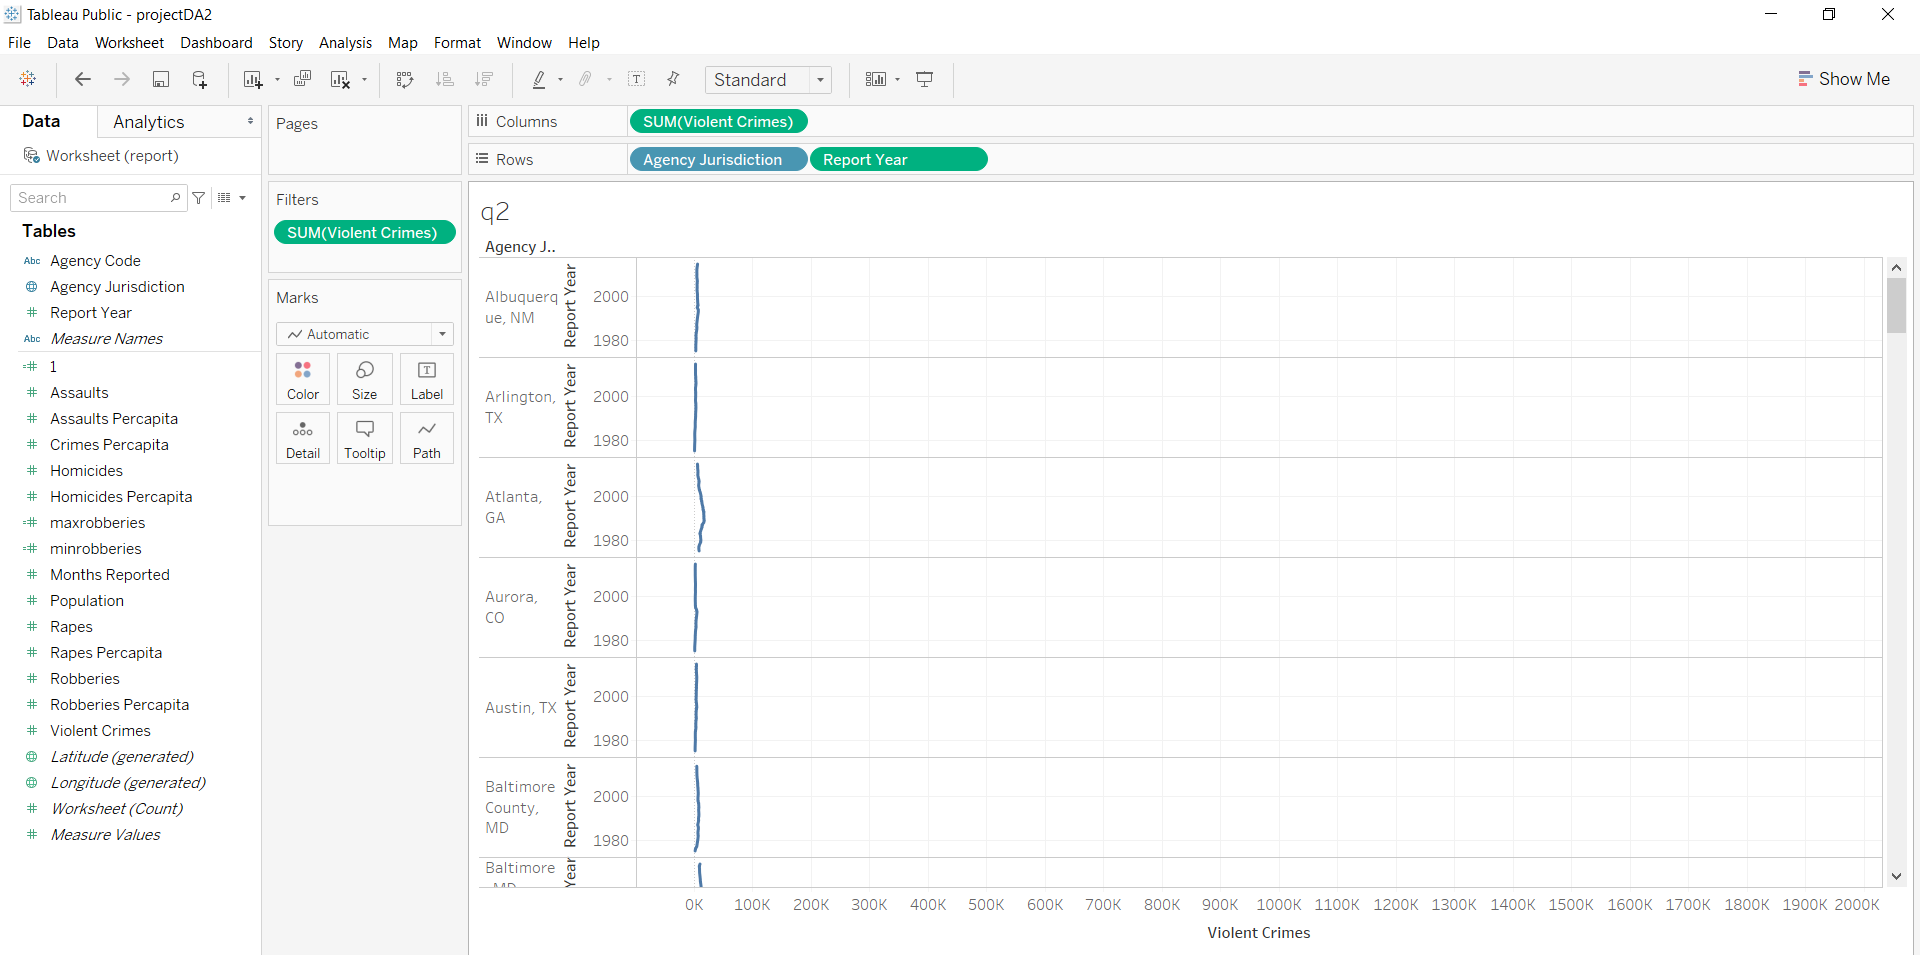 Tableau Public - projectDA2
File Data Worksheet Dashboard Story Analysis Map Format Window Help
Standard
Show Me
Data Analytics
Worksheet (report)
Search
Tables
Abc Agency Code
Agency Jurisdiction
# Report Year
Abc Measure Names
=# 1
# Assaults
# Assaults Percapita
# Crimes Percapita
# Homicides
# Homicides Percapita
=# maxrobberies
=# minrobberies
# Months Reported
# Population
# Rapes
# Rapes Percapita
# Robberies
# Robberies Percapita
# Violent Crimes
Latitude (generated)
Longitude (generated)
# Worksheet (Count)
# Measure Values
Pages
Filters
SUM(Violent Crimes)
Marks
Automatic
Color Size Label
Detail Tooltip Path
Columns SUM(Violent Crimes)
Rows Agency Jurisdiction Report Year
q2
Agency J..
Albuquerq
ue, NM
Report Year
2000
1980
Arlington,
TX
Report Year
2000
1980
Atlanta,
GA
Report Year
2000
1980
Aurora,
CO
Report Year
2000
1980
Austin, TX
Report Year
2000
1980
Baltimore
County,
MD
Report Year
2000
1980
Baltimore
, MD
Year
0K 100K 200K 300K 400K 500K 600K 700K 800K 900K 1000K 1100K 1200K 1300K 1400K 1500K 1600K 1700K 1800K 1900K 2000K
Violent Crimes